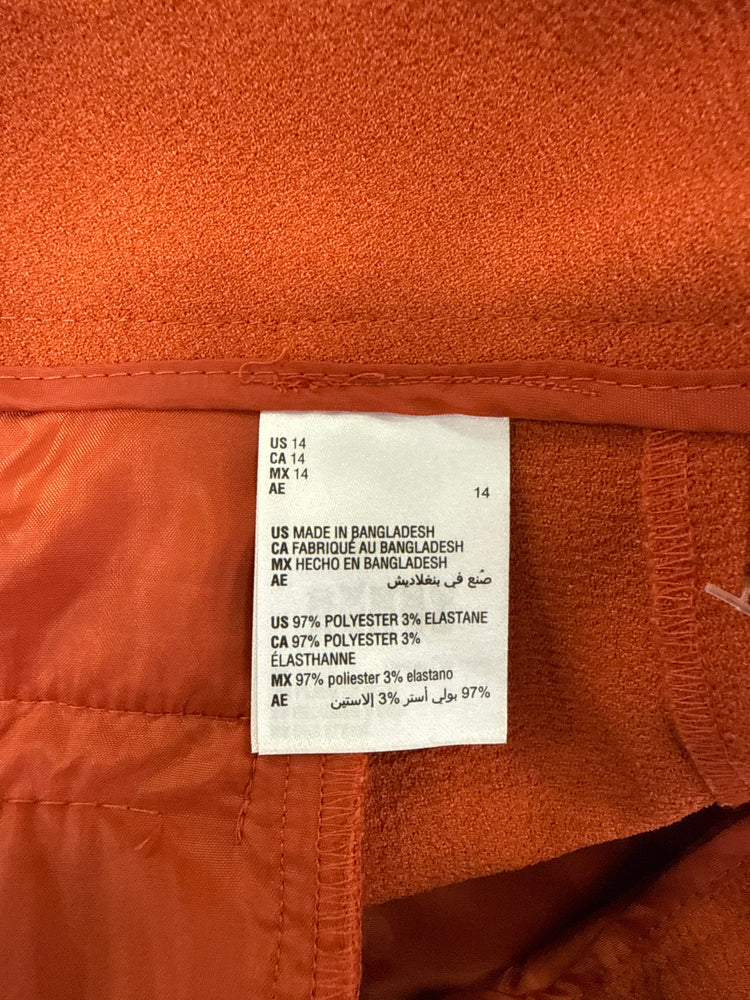 US 14
CA 14
MX 14
AE 14
US MADE IN BANGLADESH
CA FABRIQUÉ AU BANGLADESH
MX HECHO EN BANGLADESH
AE صُنع في بنغلاديش
US 97% POLYESTER 3% ELASTANE
CA 97% POLYESTER 3%
ÉLASTHANNE
MX 97% poliester 3% elastano
AE 97% بولي أستر 3% إلاستين